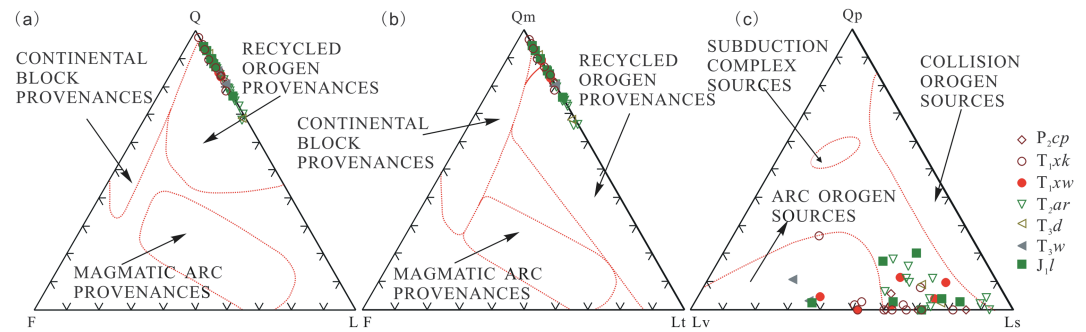 (a)
Q
CONTINENTAL
BLOCK
PROVENANCES
RECYCLED
OROGEN
PROVENANCES
MAGMATIC ARC
PROVENANCES
F
L
(b)
Qm
RECYCLED
OROGEN
PROVENANCES
CONTINENTAL
BLOCK
PROVENANCES
MAGMATIC ARC
PROVENANCES
F
Lt
(c)
Qp
SUBDUCTION
COMPLEX
SOURCES
COLLISION
OROGEN
SOURCES
ARC OROGEN
SOURCES
Lv
Ls
P₂cp
T₁xk
T₁xw
T₂ar
T₃d
T₃w
J₁l